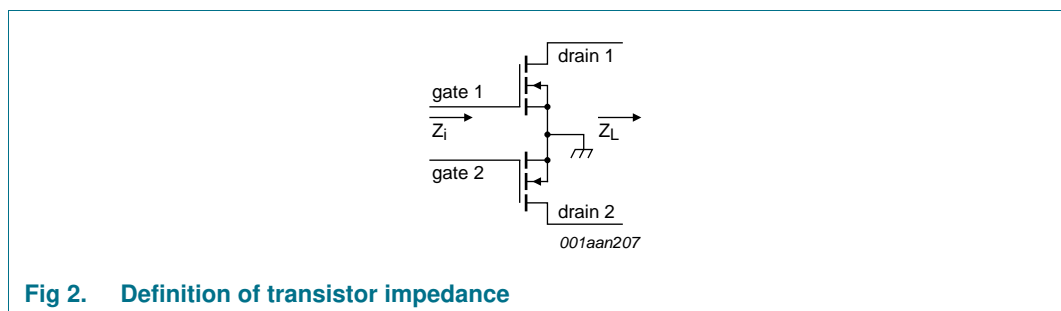 drain 1
gate 1
Zi
ZL
gate 2
drain 2
001aan207
Fig 2. Definition of transistor impedance